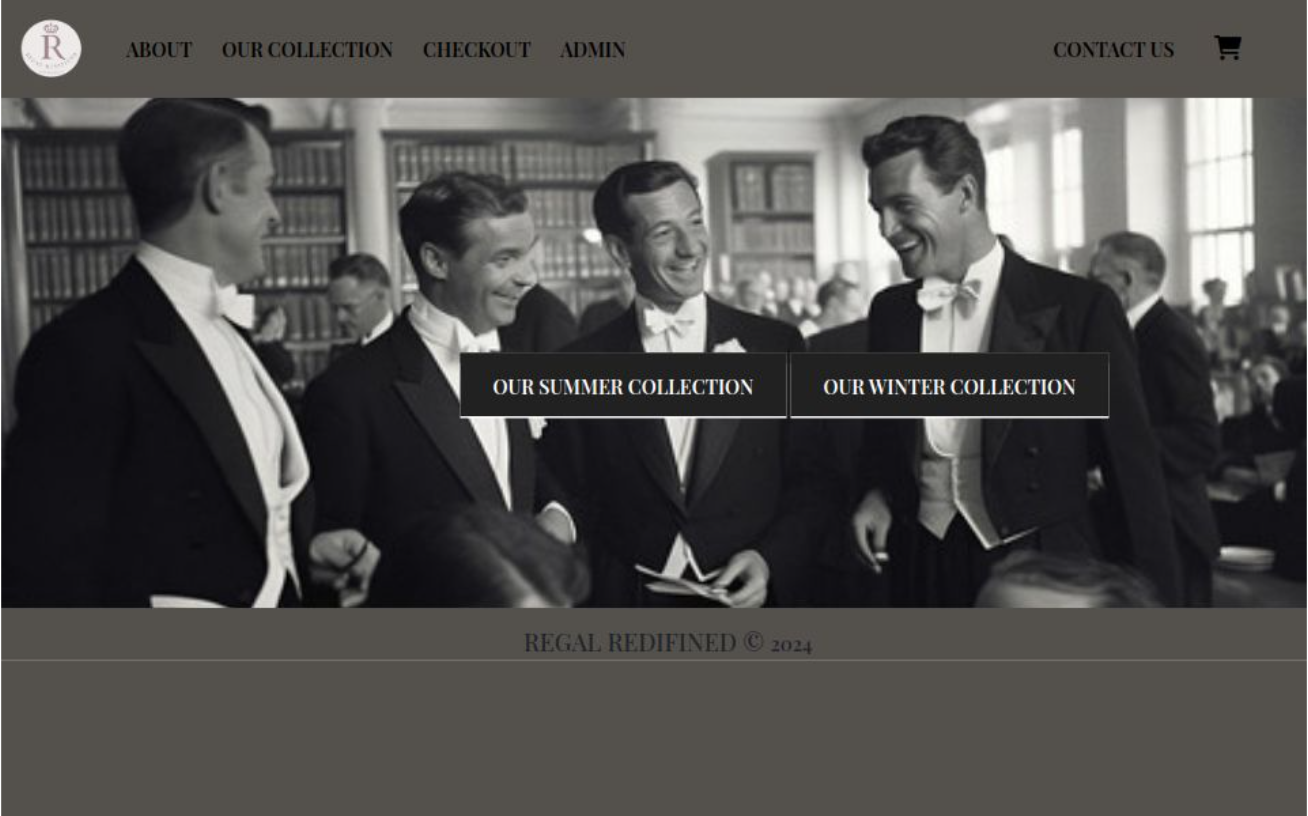 R
ABOUT OUR COLLECTION CHECKOUT ADMIN CONTACT US
OUR SUMMER COLLECTION OUR WINTER COLLECTION
REGAL REDIFINED © 2024